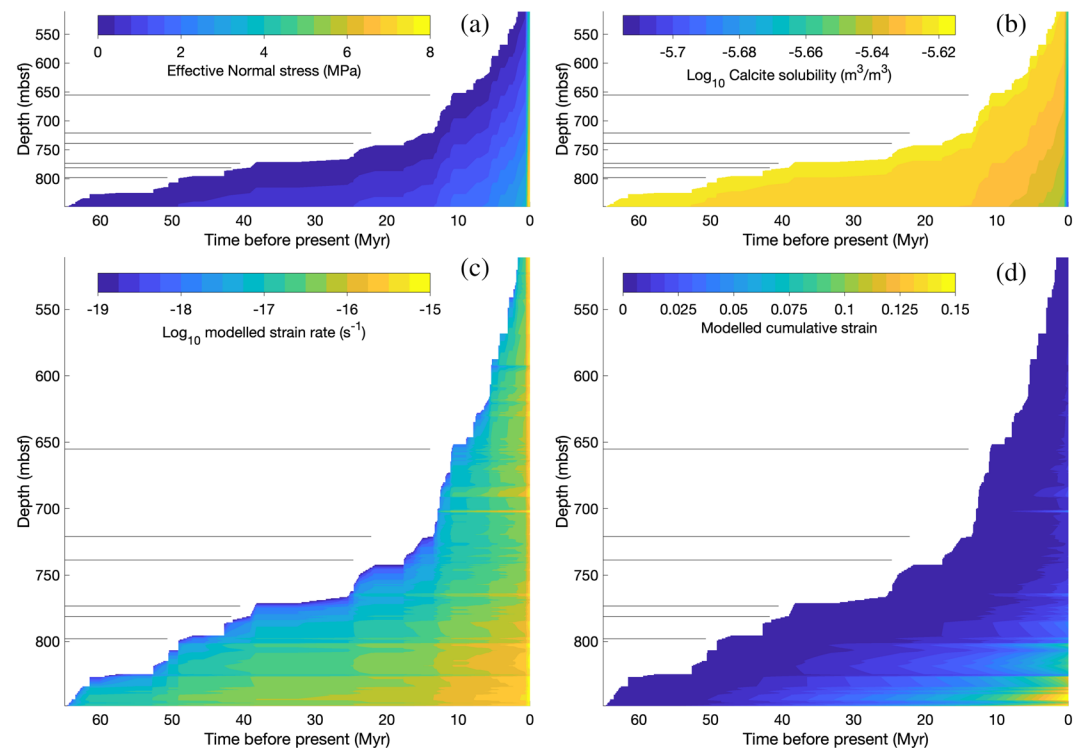 (a)
0 2 4 6 8
Effective Normal stress (MPa)
550
600
650
700
750
800
Depth (mbsf)
60 50 40 30 20 10 0
Time before present (Myr)
(b)
-5.7 -5.68 -5.66 -5.64 -5.62
Log10 Calcite solubility (m3/m3)
550
600
650
700
750
800
Depth (mbsf)
60 50 40 30 20 10 0
Time before present (Myr)
(c)
-19 -18 -17 -16 -15
Log10 modelled strain rate (s-1)
550
600
650
700
750
800
Depth (mbsf)
60 50 40 30 20 10 0
Time before present (Myr)
(d)
0 0.025 0.05 0.075 0.1 0.125 0.15
Modelled cumulative strain
550
600
650
700
750
800
Depth (mbsf)
60 50 40 30 20 10 0
Time before present (Myr)